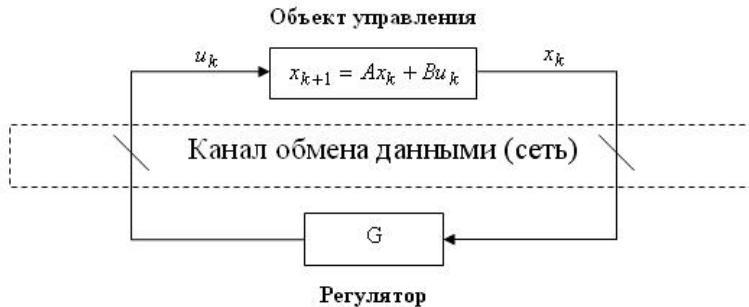 Объект управления
u_k
x_{k+1} = Ax_k + Bu_k
x_k
Канал обмена данными (сеть)
G
Регулятор